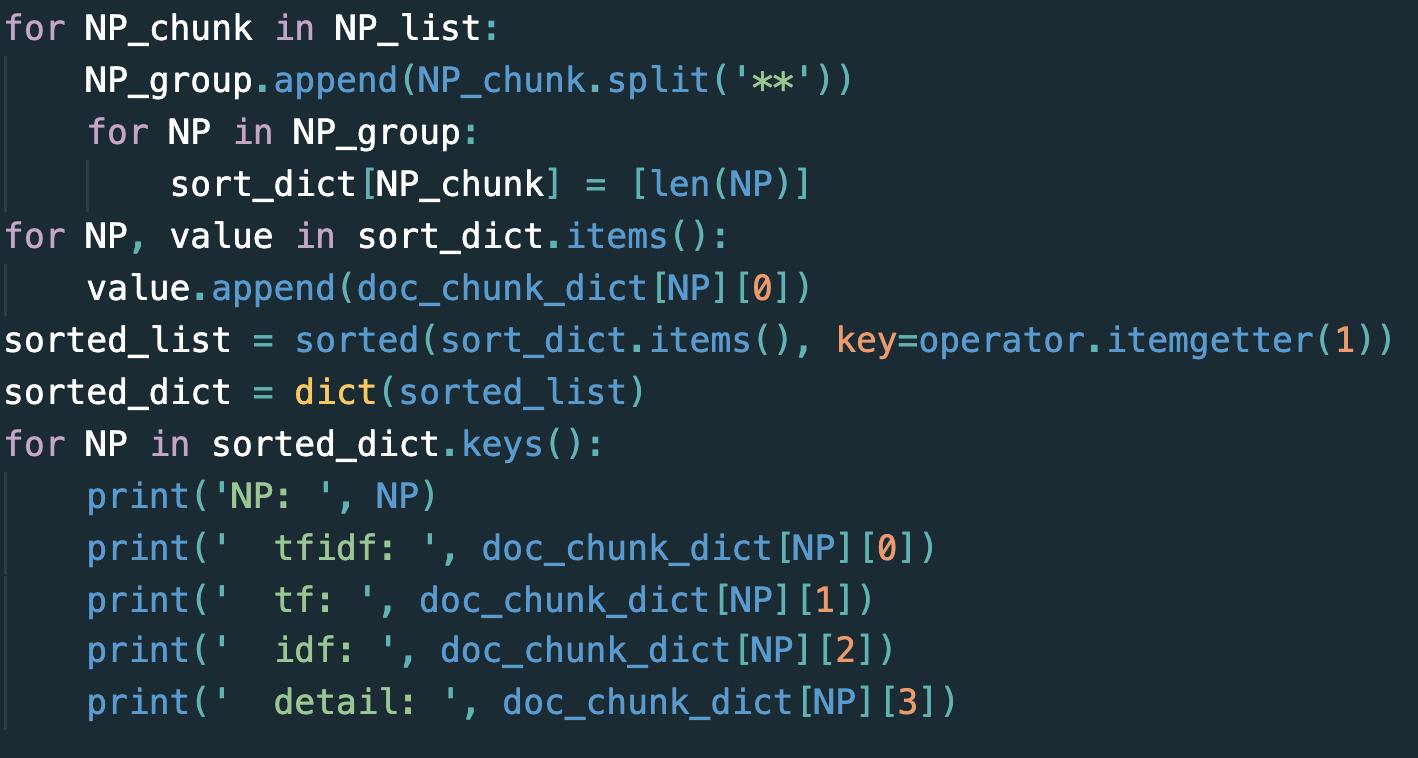 for NP_chunk in NP_list:
    NP_group.append(NP_chunk.split('**'))
    for NP in NP_group:
        sort_dict[NP_chunk] = [len(NP)]
for NP, value in sort_dict.items():
    value.append(doc_chunk_dict[NP][0])
sorted_list = sorted(sort_dict.items(), key=operator.itemgetter(1))
sorted_dict = dict(sorted_list)
for NP in sorted_dict.keys():
    print('NP: ', NP)
    print('  tfidf: ', doc_chunk_dict[NP][0])
    print('  tf: ', doc_chunk_dict[NP][1])
    print('  idf: ', doc_chunk_dict[NP][2])
    print('  detail: ', doc_chunk_dict[NP][3])